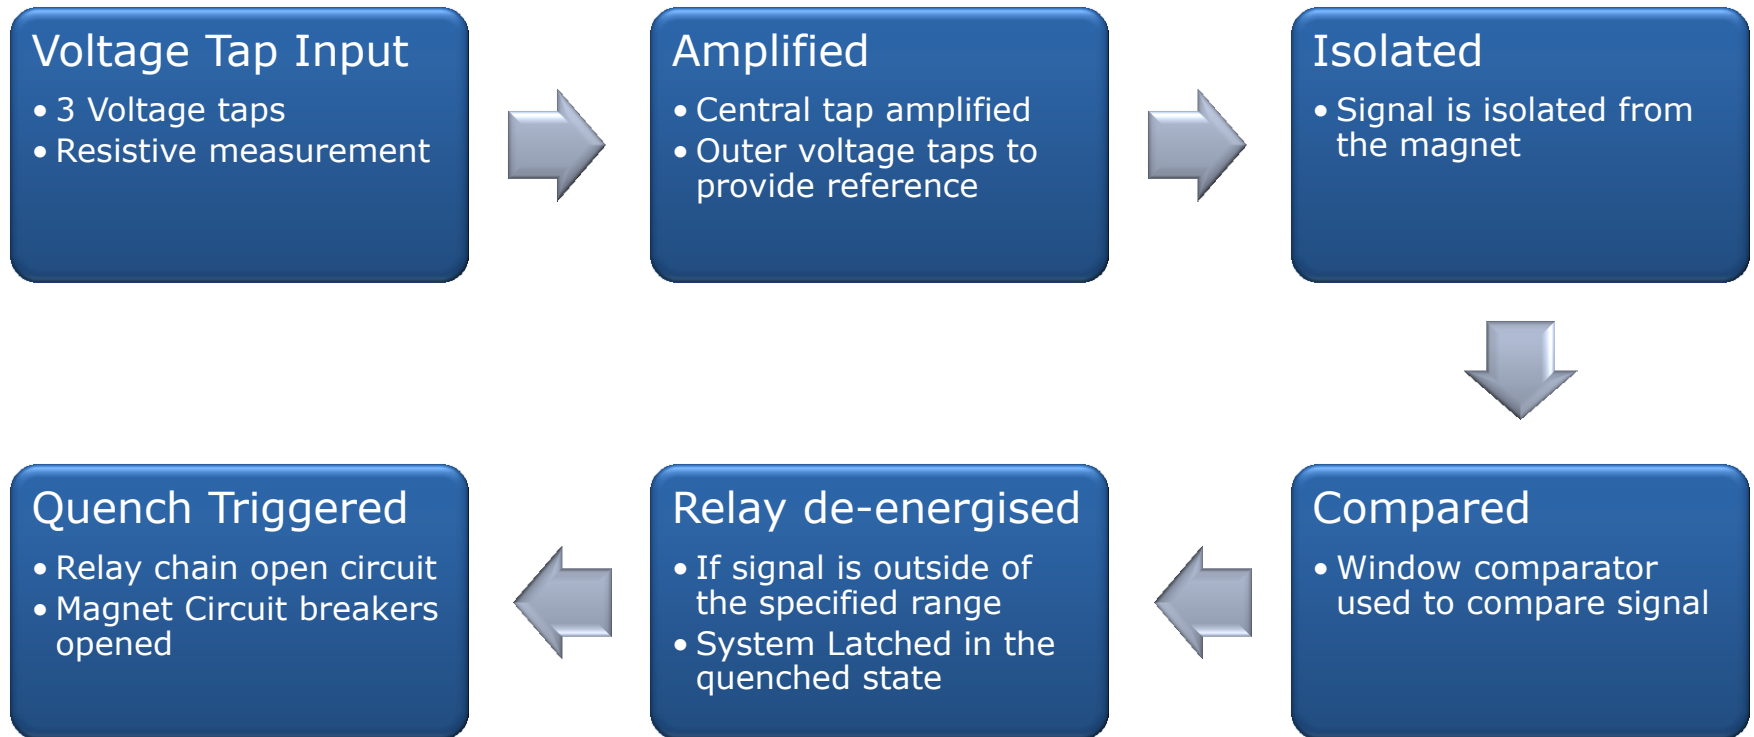 Voltage Tap Input
• 3 Voltage taps
• Resistive measurement
Amplified
• Central tap amplified
• Outer voltage taps to
provide reference
Isolated
• Signal is isolated from
the magnet
Compared
• Window comparator
used to compare signal
Relay de-energised
• If signal is outside of
the specified range
• System Latched in the
quenched state
Quench Triggered
• Relay chain open circuit
• Magnet Circuit breakers
opened